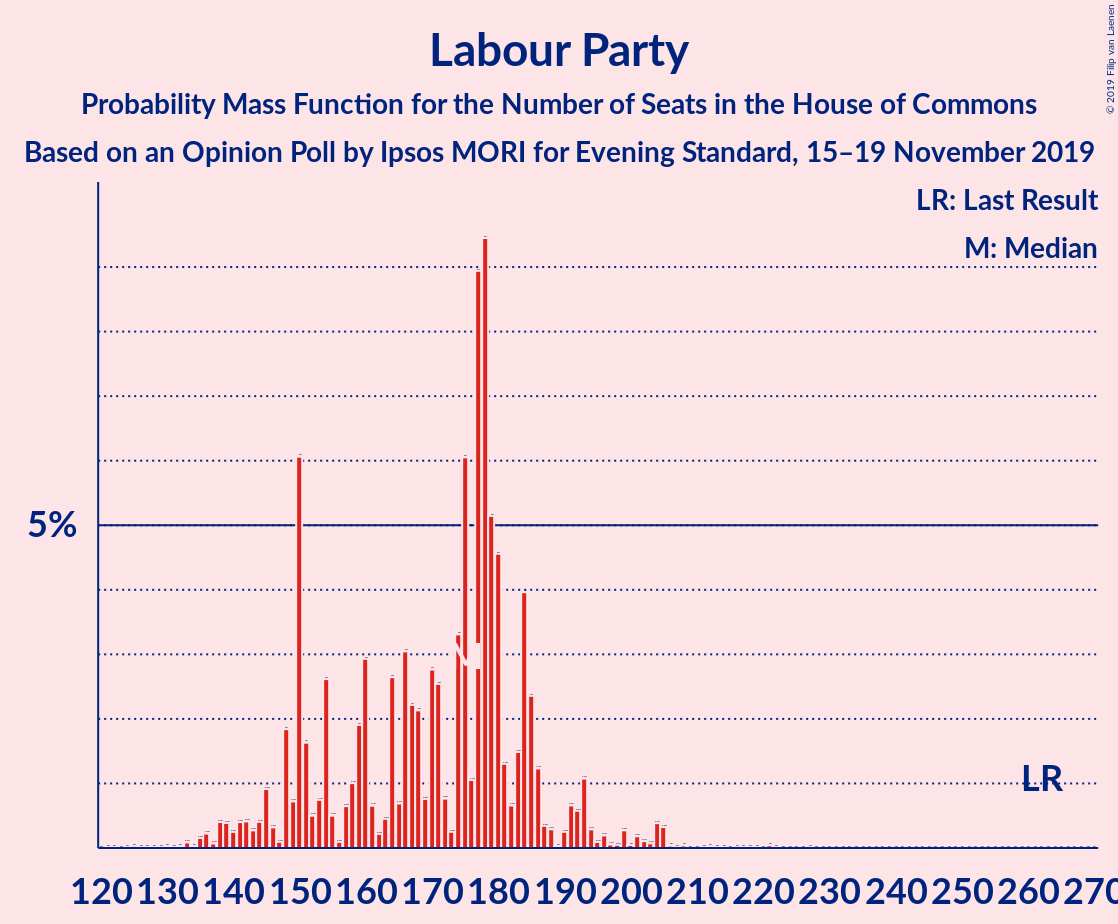 Labour Party
Probability Mass Function for the Number of Seats in the House of Commons
Based on an Opinion Poll by Ipsos MORI for Evening Standard, 15–19 November 2019
© 2019 Filip van Laenen
LR: Last Result
M: Median
5%
M
LR
120 130 140 150 160 170 180 190 200 210 220 230 240 250 260 270